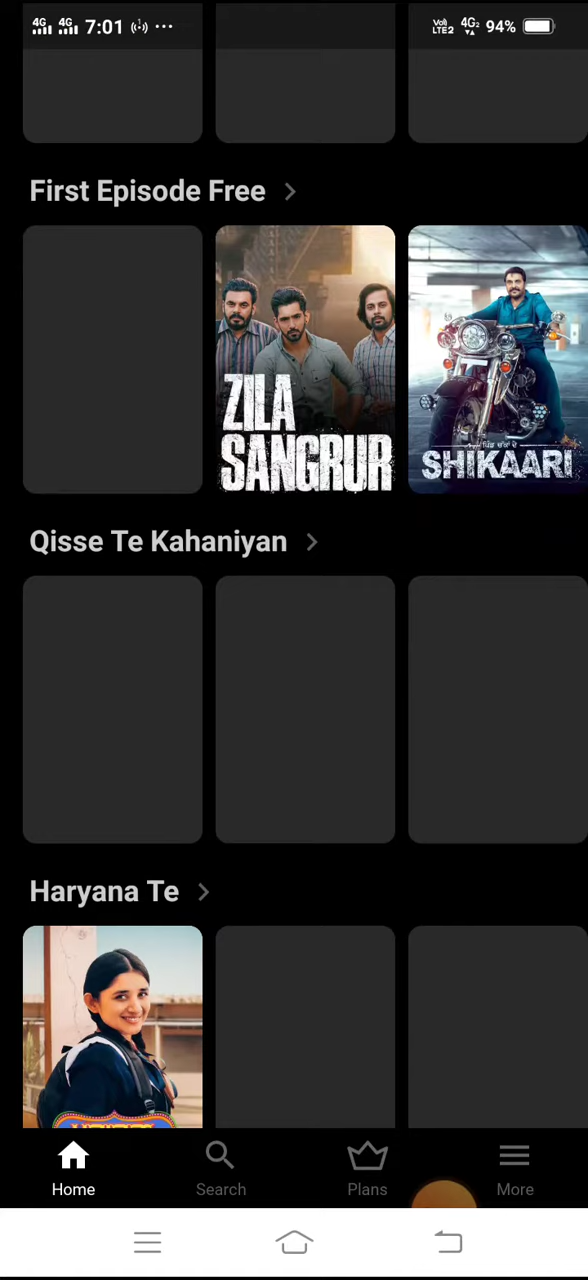 4G 4G 7:01 VoD LTE2 4G2 94%
First Episode Free
ZILA
SANGRUR
ਪਿੰਡ ਚੱਕਾਂ ਦੇ
SHIKAARI
Qisse Te Kahaniyan
Haryana Te
Home Search Plans More